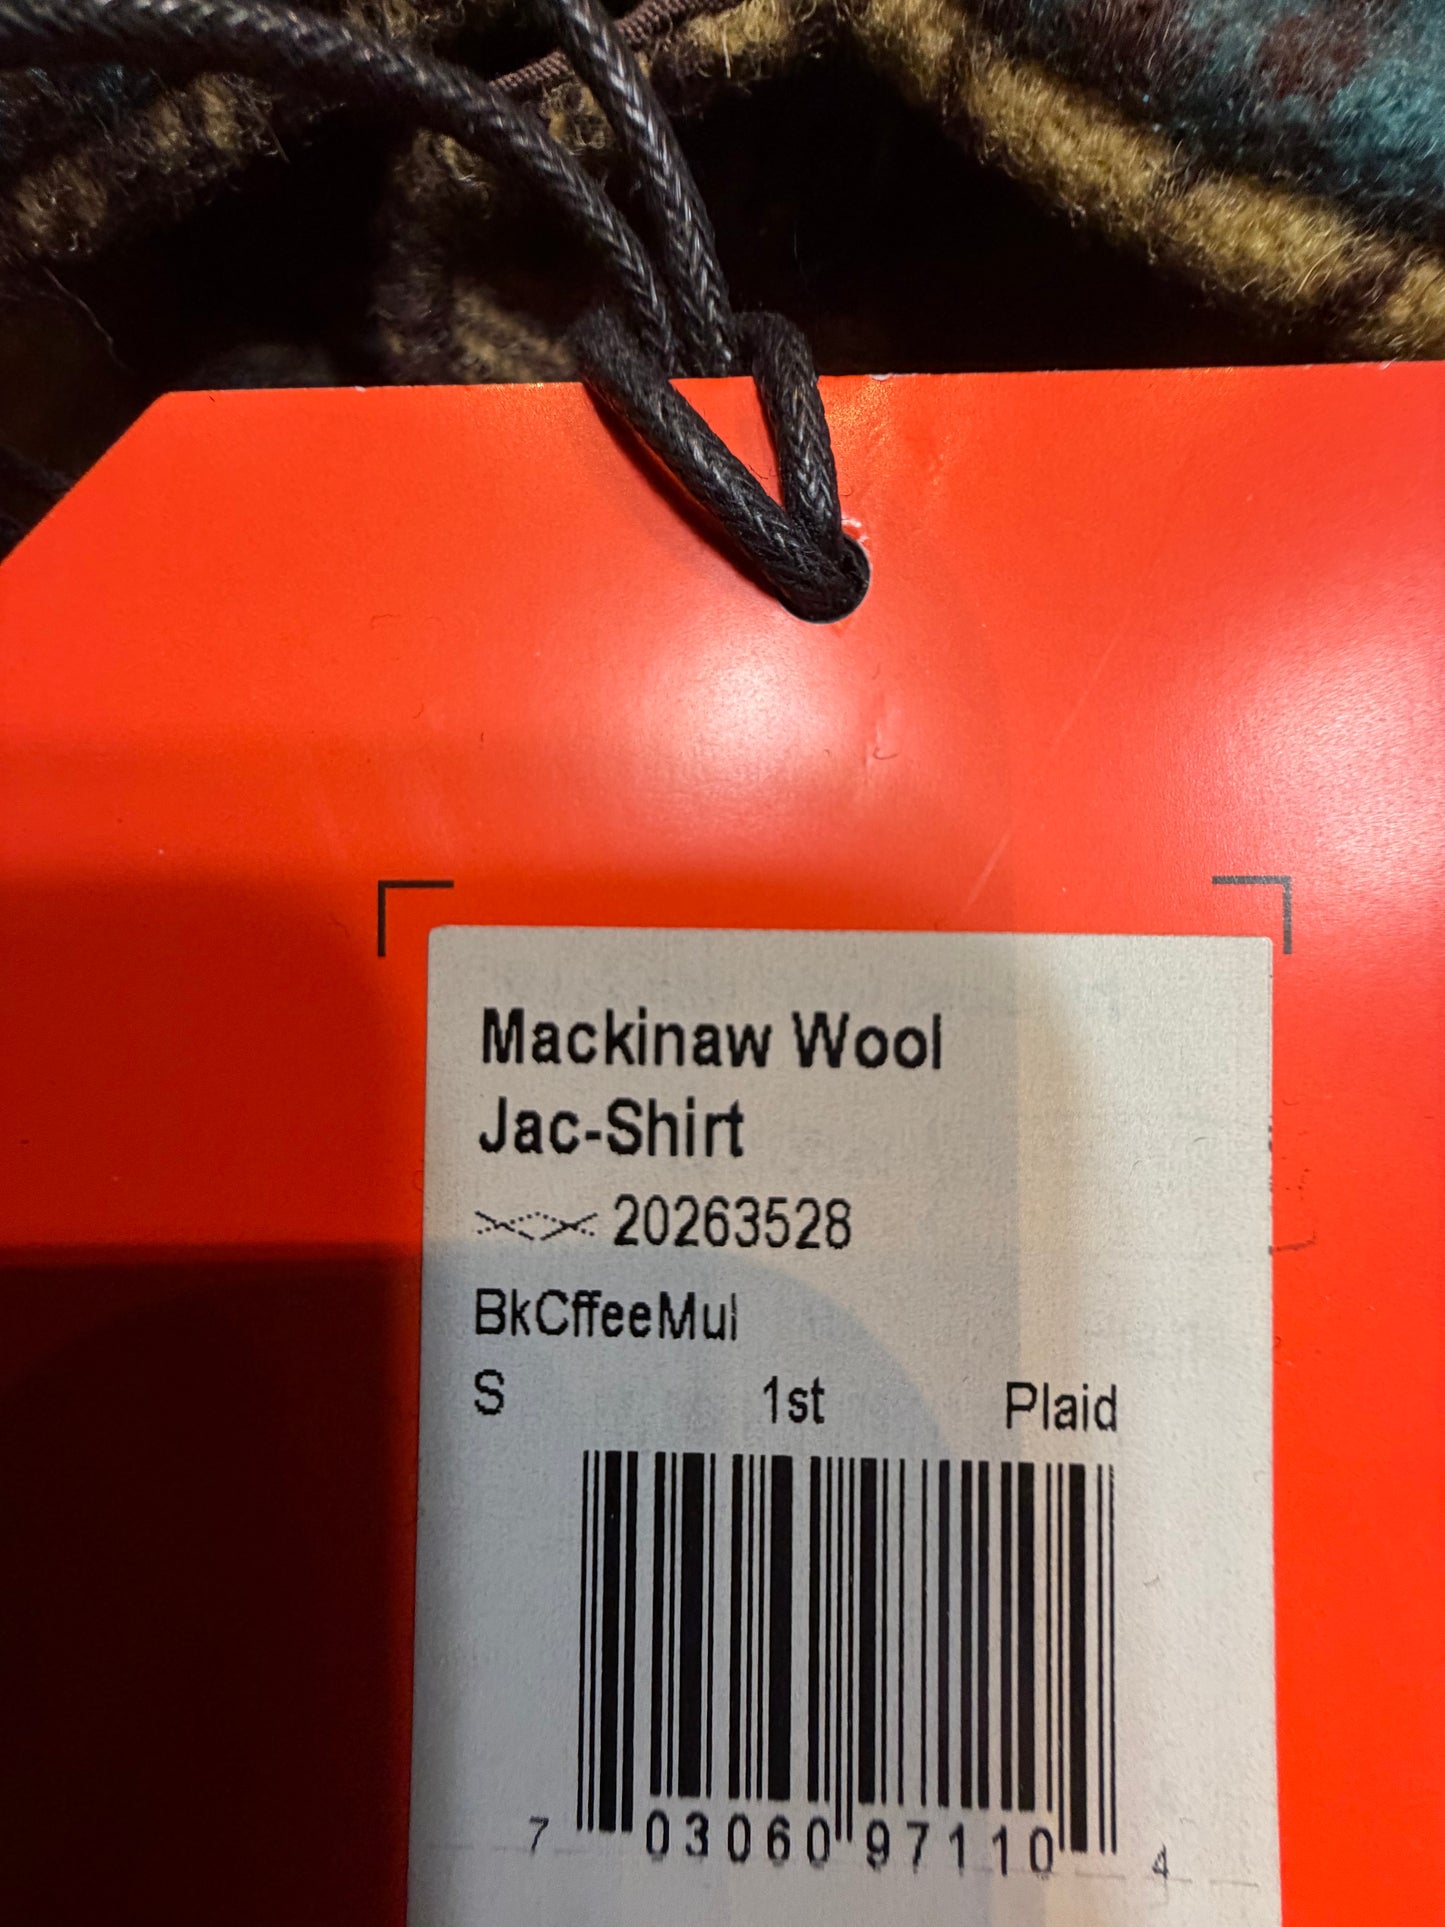 Mackinaw Wool
Jac-Shirt
20263528
BkCffeeMul
S 1st Plaid
7 03060 97110 4